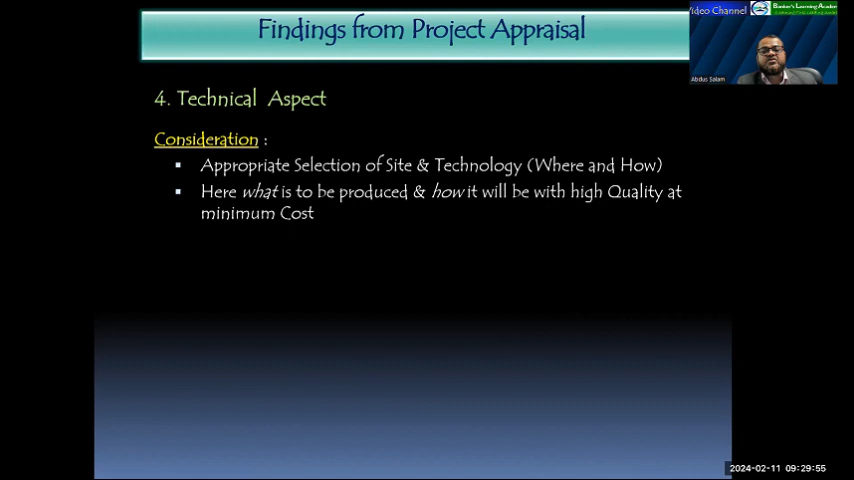 Findings from Project Appraisal
Video Channel
Banker's Learning Academ
Abdus Salam
4. Technical Aspect
Consideration :
▪ Appropriate Selection of Site & Technology (Where and How)
▪ Here what is to be produced & how it will be with high Quality at
minimum Cost
2024-02-11 09:29:55